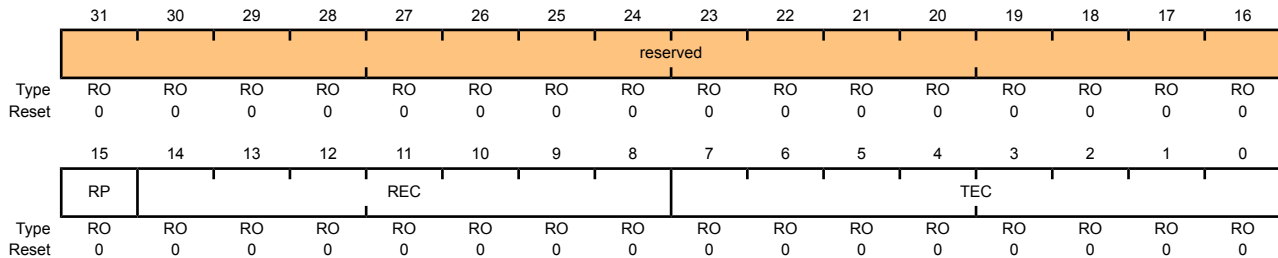 31 30 29 28 27 26 25 24 23 22 21 20 19 18 17 16
reserved
Type RO RO RO RO RO RO RO RO RO RO RO RO RO RO RO RO
Reset 0 0 0 0 0 0 0 0 0 0 0 0 0 0 0 0
15 14 13 12 11 10 9 8 7 6 5 4 3 2 1 0
RP REC TEC
Type RO RO RO RO RO RO RO RO RO RO RO RO RO RO RO RO
Reset 0 0 0 0 0 0 0 0 0 0 0 0 0 0 0 0